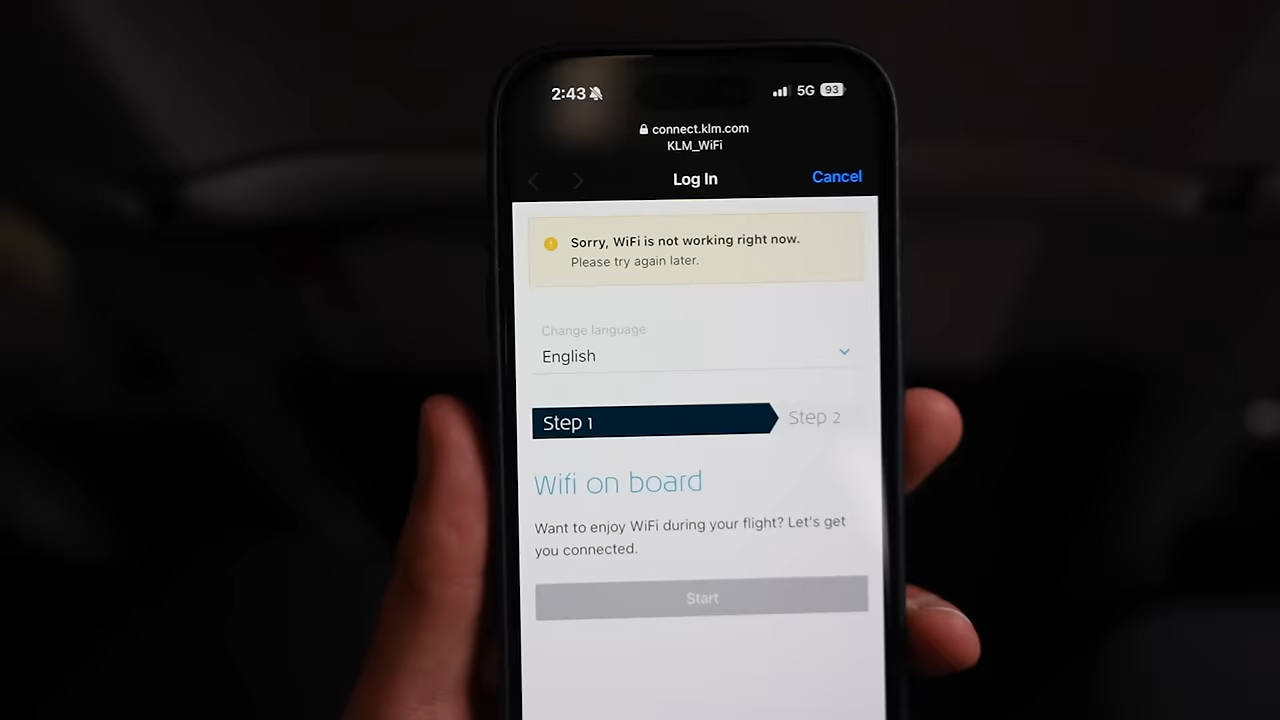 2:43 5G 93
connect.klm.com
KLM_WiFi
Log In Cancel
Sorry, WiFi is not working right now.
Please try again later.
Change language
English
Step 1 Step 2
Wifi on board
Want to enjoy WiFi during your flight? Let's get
you connected.
Start